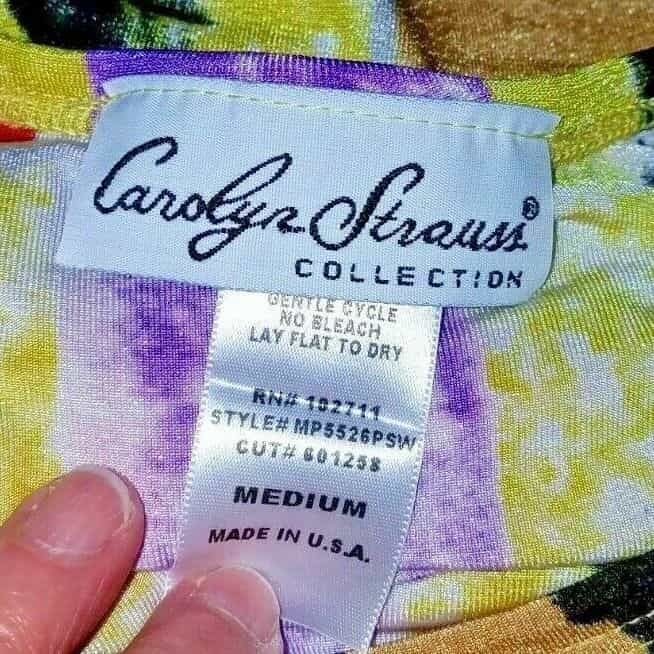 Carolyn Strauss®
COLLECTION
GENTLE CYCLE
NO BLEACH
LAY FLAT TO DRY
RN# 102711
STYLE# MP5526PSW
CUT# 601258
MEDIUM
MADE IN U.S.A.